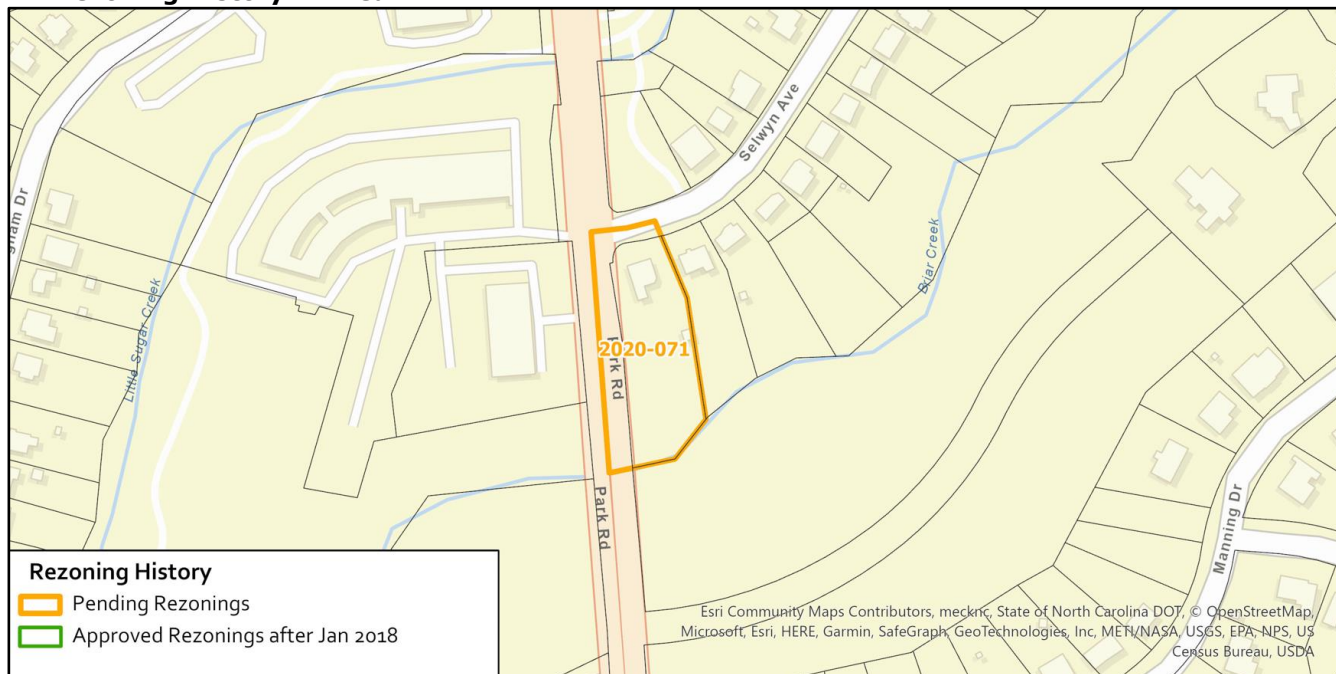 Selwyn Ave
gham Dr
Little Sugar Creek
Briar Creek
2020-071
Park Rd
Park Rd
Manning Dr
Rezoning History
Pending Rezonings
Approved Rezonings after Jan 2018
Esri Community Maps Contributors, mecknc, State of North Carolina DOT, © OpenStreetMap,
Microsoft, Esri, HERE, Garmin, SafeGraph, GeoTechnologies, Inc, METI/NASA, USGS, EPA, NPS, US
Census Bureau, USDA